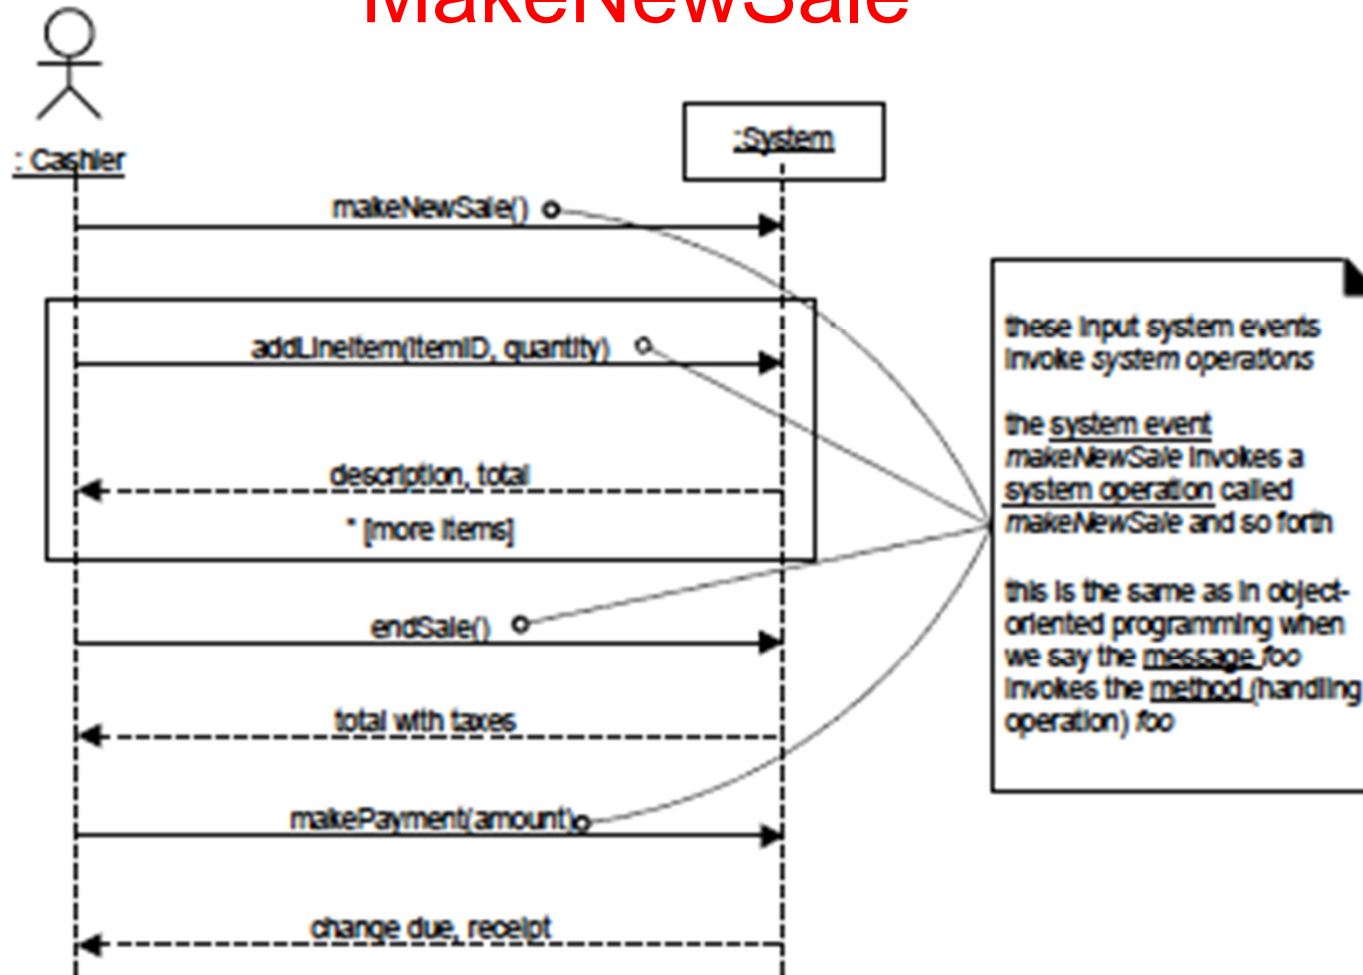 MakeNewSale
: Cashier
:System
makeNewSale()
addLineItem(itemID, quantity)
description, total
* [more items]
endSale()
total with taxes
makePayment(amount)
change due, receipt
these input system events
invoke system operations
the system event
makeNewSale invokes a
system operation called
makeNewSale and so forth
this is the same as in object-
oriented programming when
we say the message foo
invokes the method (handling
operation) foo